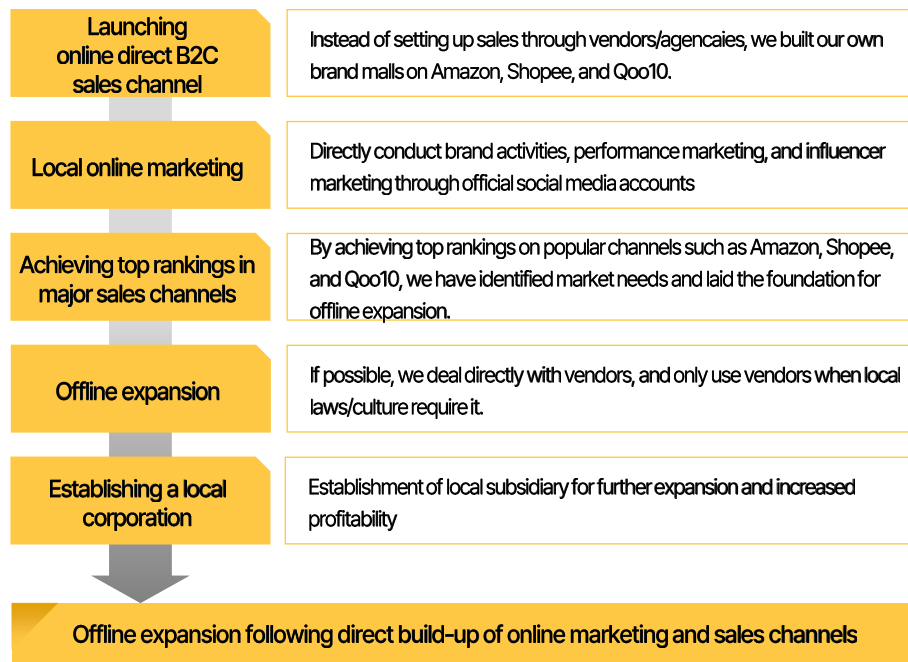 Launching
online direct B2C
sales channel
Instead of setting up sales through vendors/agencaies, we built our own
brand malls on Amazon, Shopee, and Qoo10.
Local online marketing
Directly conduct brand activities, performance marketing, and influencer
marketing through official social media accounts
Achieving top rankings in
major sales channels
By achieving top rankings on popular channels such as Amazon, Shopee,
and Qoo10, we have identified market needs and laid the foundation for
offline expansion.
Offline expansion
If possible, we deal directly with vendors, and only use vendors when local
laws/culture require it.
Establishing a local
corporation
Establishment of local subsidiary for further expansion and increased
profitability
Offline expansion following direct build-up of online marketing and sales channels